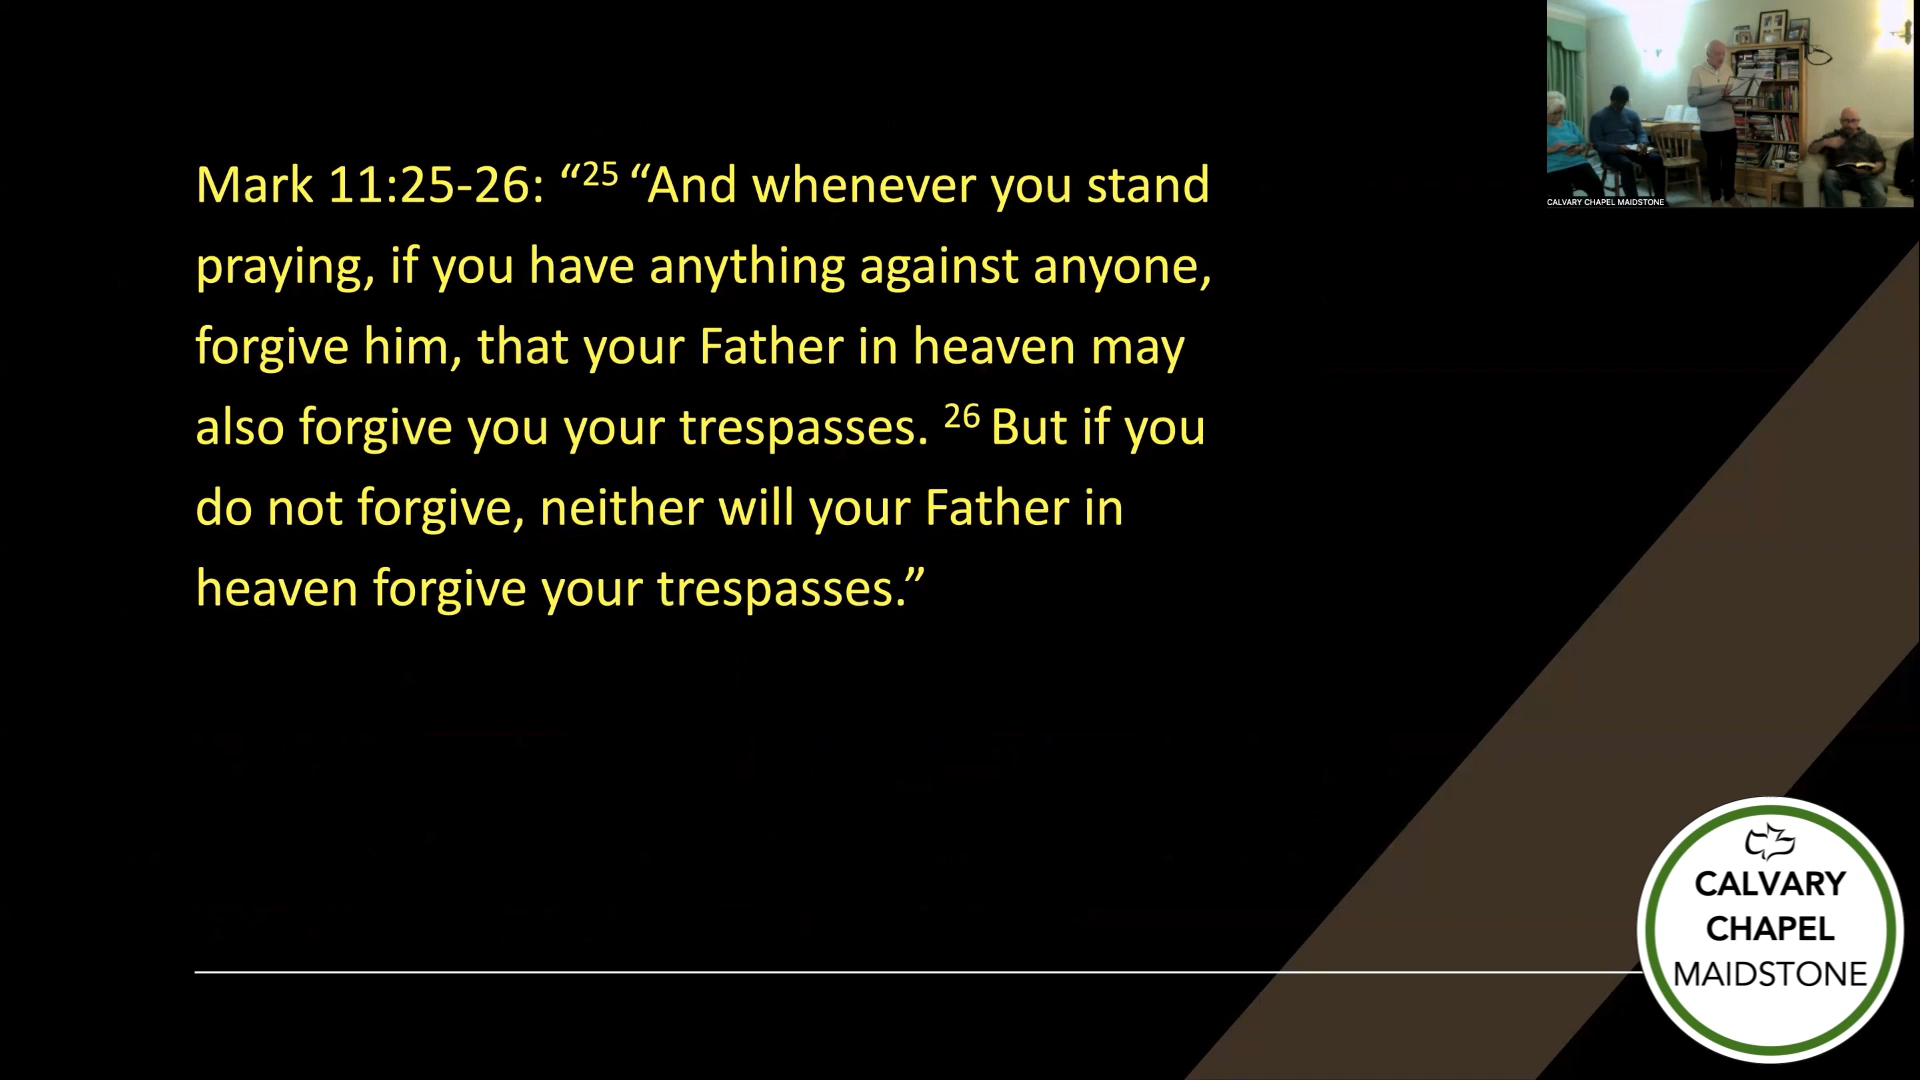 Mark 11:25-26: “25 “And whenever you stand
praying, if you have anything against anyone,
forgive him, that your Father in heaven may
also forgive you your trespasses. 26 But if you
do not forgive, neither will your Father in
heaven forgive your trespasses.”
CALVARY CHAPEL MAIDSTONE
CALVARY
CHAPEL
MAIDSTONE